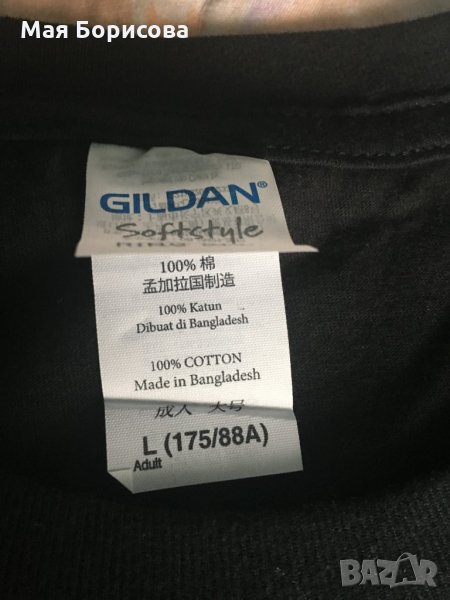 Мая Борисова
GILDAN®
Softstyle
100% 棉
孟加拉国制造
100% Katun
Dibuat di Bangladesh
100% COTTON
Made in Bangladesh
成人 大号
L (175/88A)
Adult
BAZAR